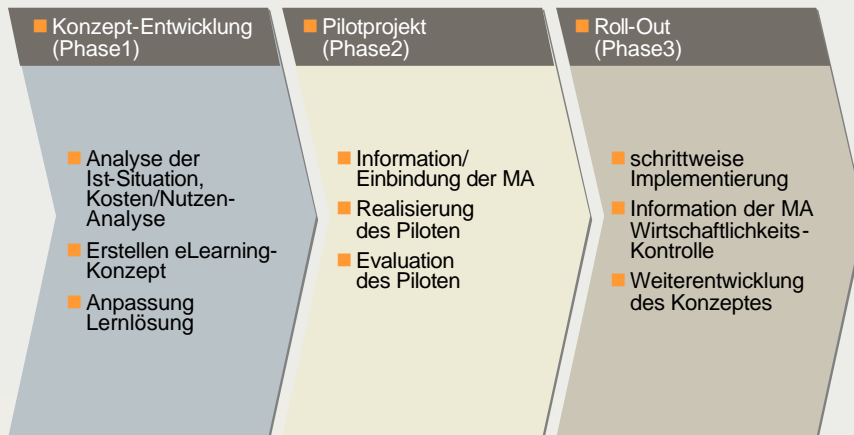 Konzept-Entwicklung
(Phase1)
Analyse der
Ist-Situation,
Kosten/Nutzen-
Analyse
Erstellen eLearning-
Konzept
Anpassung
Lernlösung
Pilotprojekt
(Phase2)
Information/
Einbindung der MA
Realisierung
des Piloten
Evaluation
des Piloten
Roll-Out
(Phase3)
schrittweise
Implementierung
Information der MA
Wirtschaftlichkeits-
Kontrolle
Weiterentwicklung
des Konzeptes